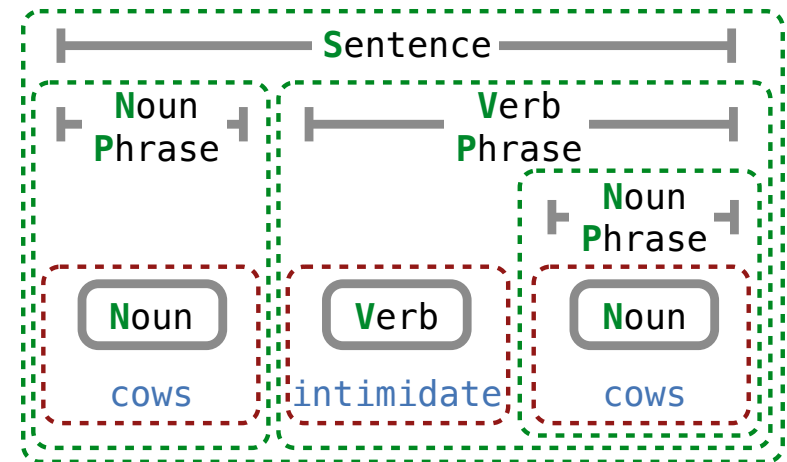 Sentence
Noun
Phrase
Verb
Phrase
Noun
Phrase
Noun
Verb
Noun
cows
intimidate
cows